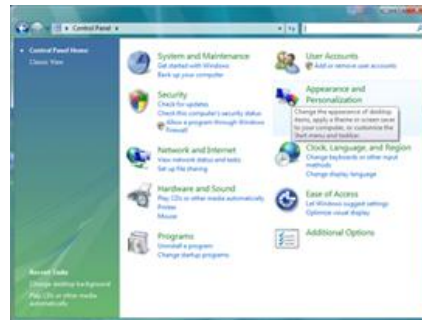 Control Panel
Control Panel Home
Classic View
System and Maintenance
Get started with Windows
Back up your computer
Security
Check for updates
Check this computer's security status
Allow a program through Windows
Firewall
Network and Internet
View network status and tasks
Set up file sharing
Hardware and Sound
Play CDs or other media automatically
Printer
Mouse
Programs
Uninstall a program
Change startup programs
User Accounts
Add or remove user accounts
Appearance and
Personalization
Change the appearance of desktop
items, apply a theme or screen saver
to your computer, or customize the
Start menu and taskbar.
Clock, Language, and Region
Change keyboards or other input
methods
Change display language
Ease of Access
Let Windows suggest settings
Optimize visual display
Additional Options
Recent Tasks
Change desktop background
Play CDs or other media
automatically